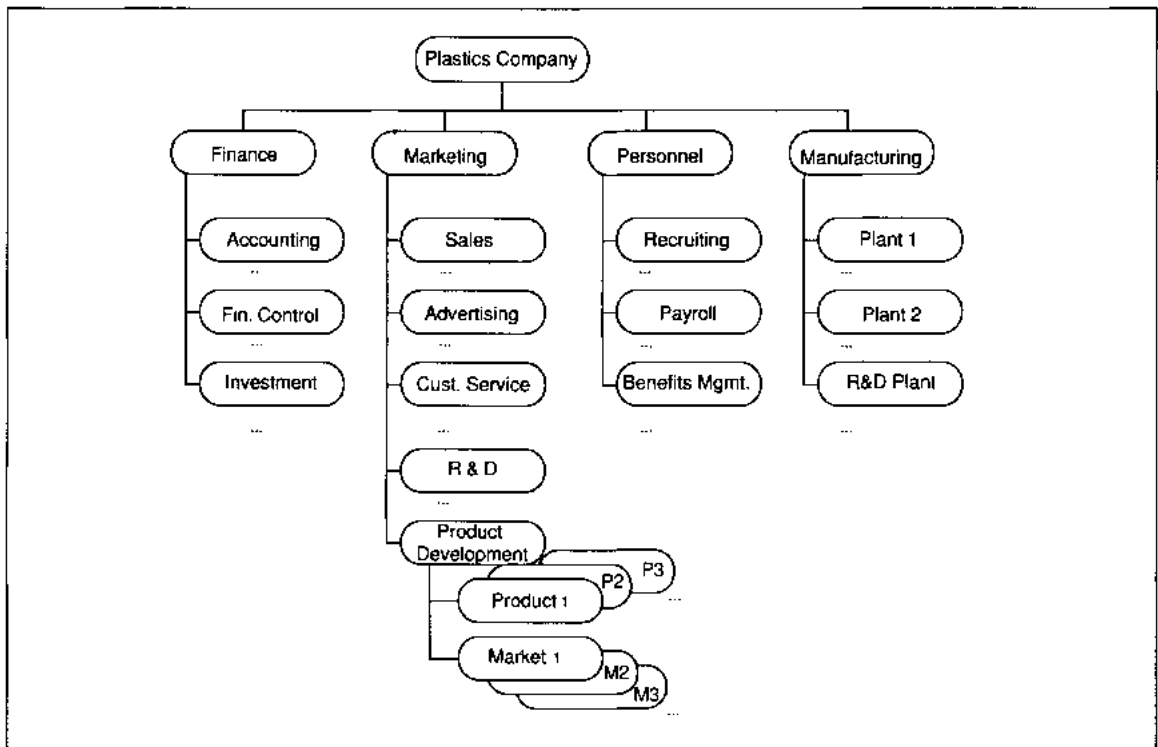 Plastics Company
Finance
Marketing
Personnel
Manufacturing
Accounting
Sales
Recruiting
Plant 1
...
...
...
...
Fin. Control
Advertising
Payroll
Plant 2
...
...
...
...
Investment
Cust. Service
Benefits Mgmt.
R&D Plant
...
...
...
...
R & D
...
Product
Development
P3
P2
Product 1
...
Market 1
M2
M3
...